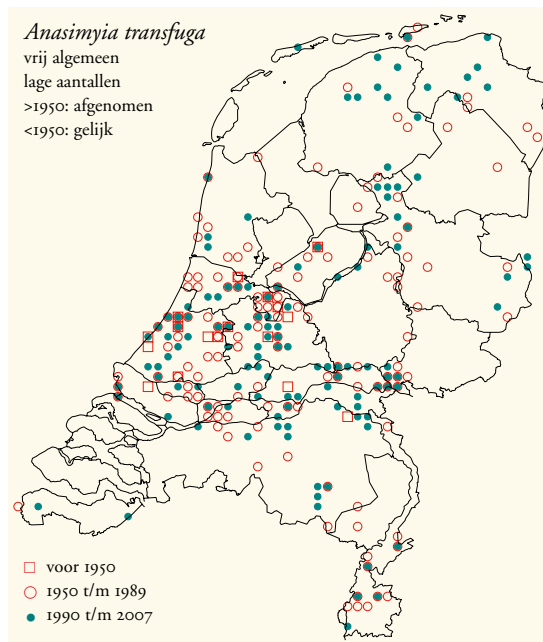 Anasimyia transfuga
vrij algemeen
lage aantallen
>1950: afgenomen
<1950: gelijk
voor 1950
1950 t/m 1989
1990 t/m 2007